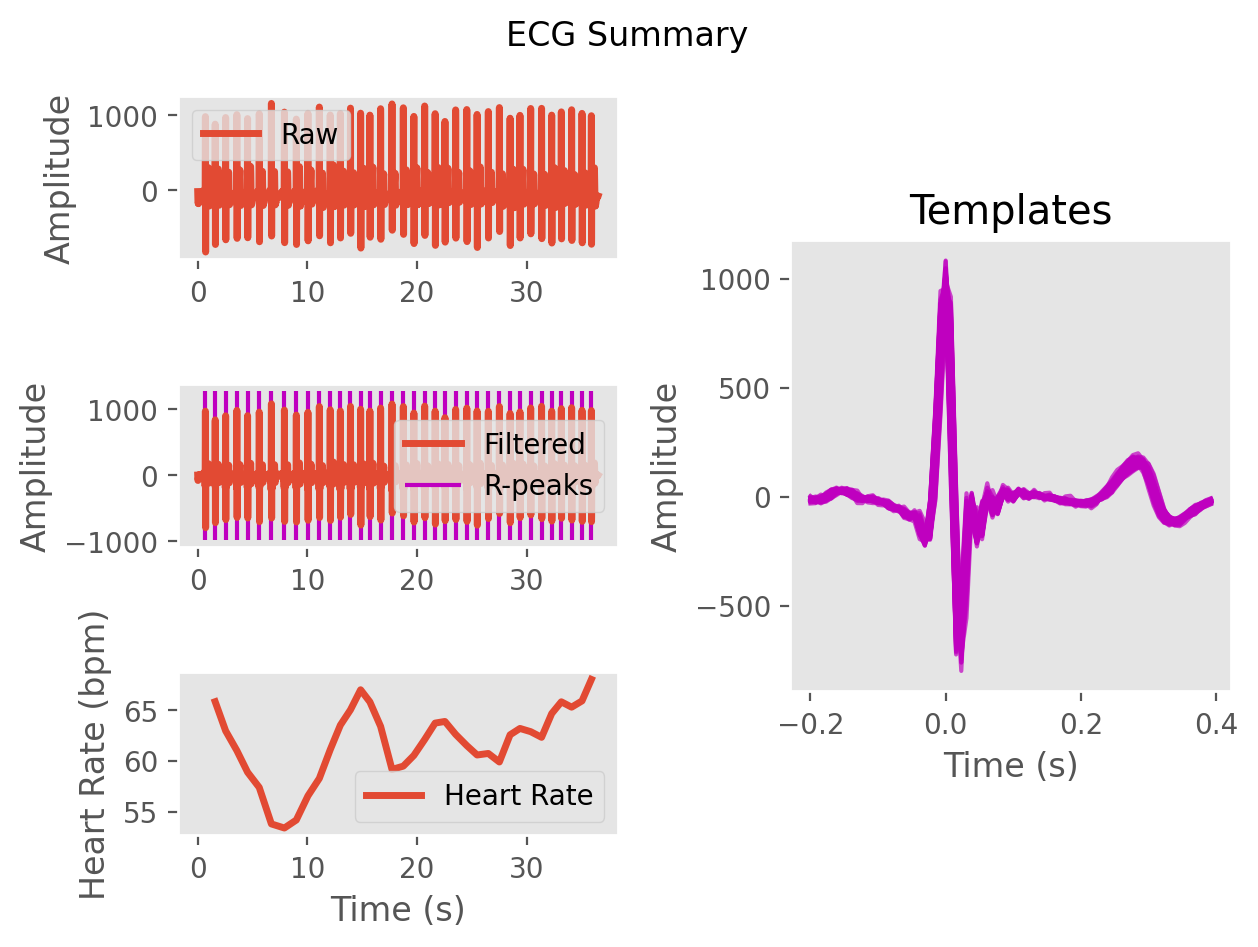 ECG Summary
Amplitude
1000
0
Raw
0 10 20 30
Amplitude
1000
0
−1000
Filtered
R-peaks
0 10 20 30
Heart Rate (bpm)
65
60
55
Heart Rate
0 10 20 30
Time (s)
Templates
Amplitude
1000
500
0
−500
−0.2 0.0 0.2 0.4
Time (s)